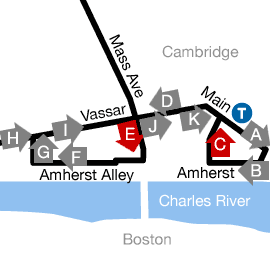 Mass Ave
Cambridge
Vassar
D
Main
T
H
I
E
J
K
A
G
F
C
B
Amherst Alley
Amherst
Charles River
Boston